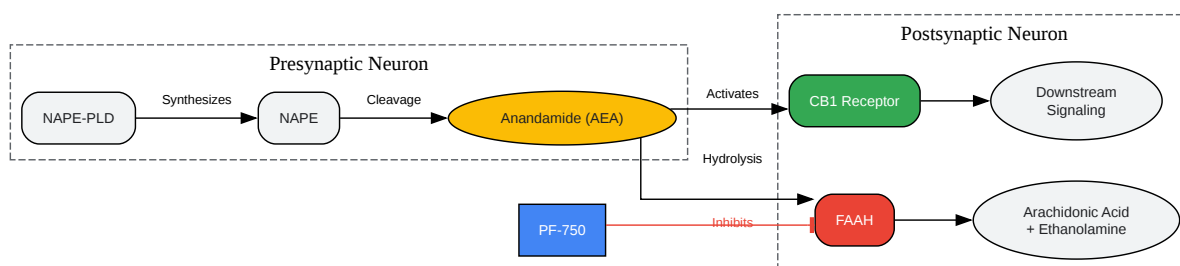 Postsynaptic Neuron
Presynaptic Neuron
NAPE-PLD
Synthesizes
NAPE
Cleavage
Anandamide (AEA)
Activates
CB1 Receptor
Downstream
Signaling
Hydrolysis
PF-750
Inhibits
FAAH
Arachidonic Acid
+ Ethanolamine